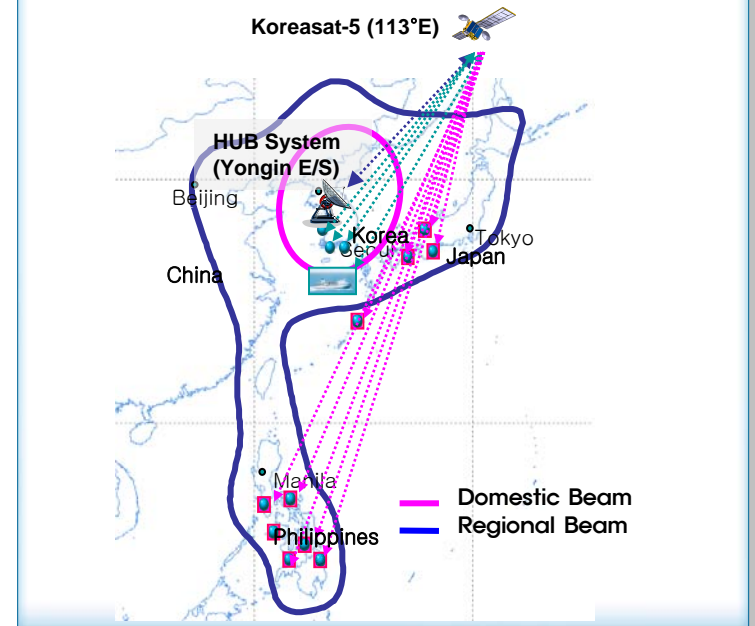 Koreasat-5 (113°E)
HUB System
(Yongin E/S)
Beijing
Korea
Seoul
Tokyo
Japan
China
Manila
Domestic Beam
Regional Beam
Philippines